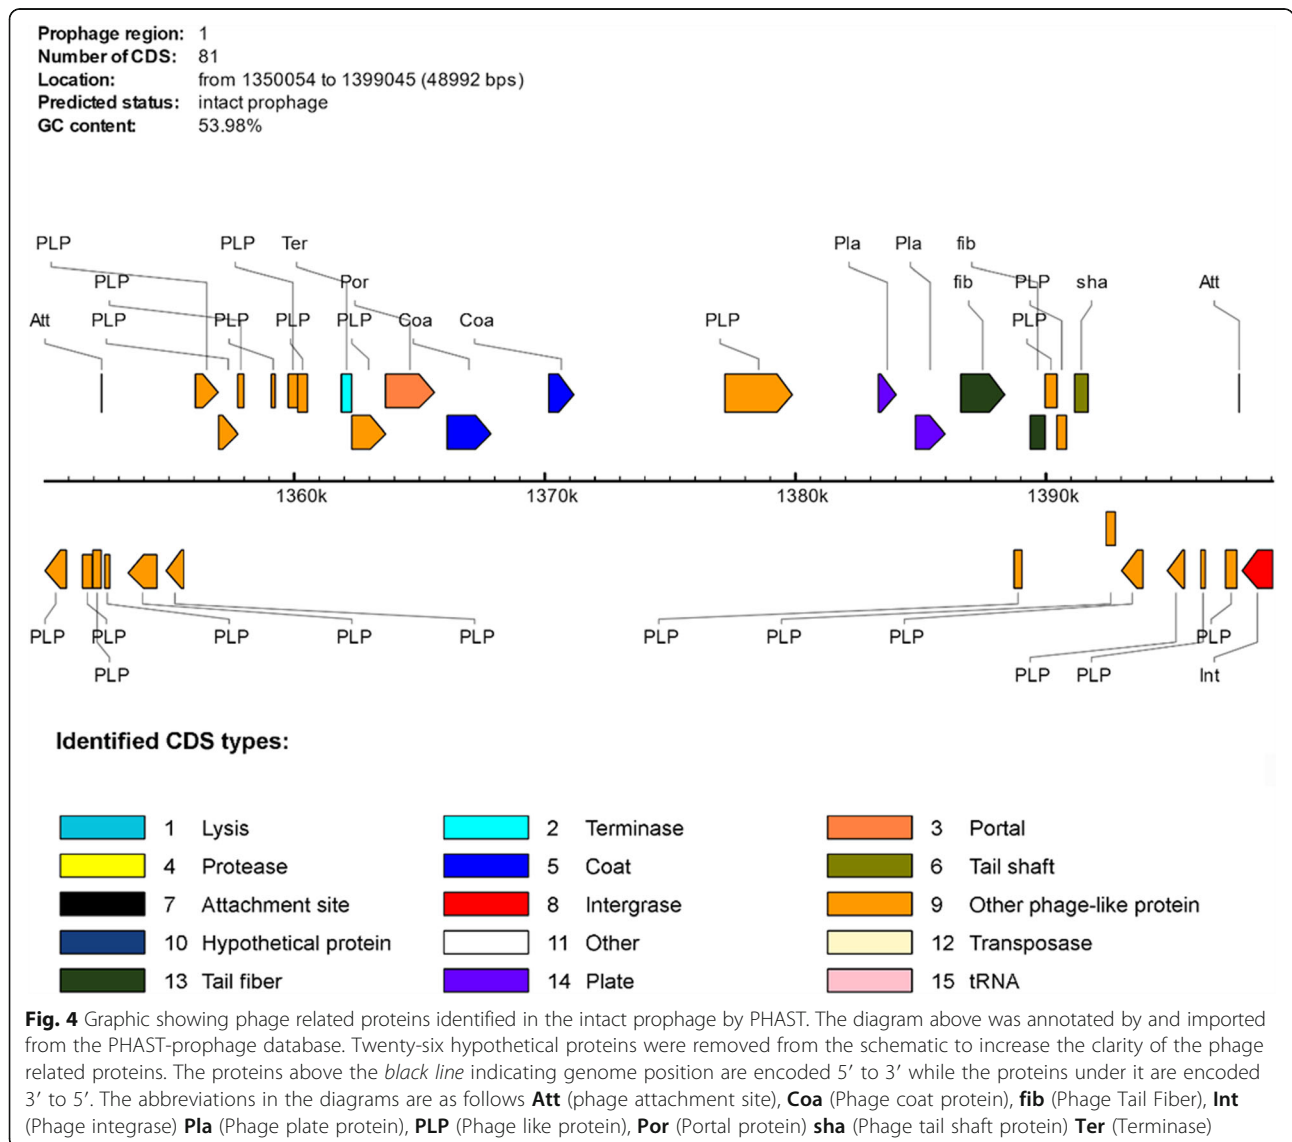 Prophage region: 1
Number of CDS: 81
Location: from 1350054 to 1399045 (48992 bps)
Predicted status: intact prophage
GC content: 53.98%
PLP PLP Ter Pla Pla fib
PLP Por fib PLP sha Att
Att PLP PLP PLP PLP Coa Coa PLP PLP
1360k 1370k 1380k 1390k
PLP PLP PLP PLP PLP PLP PLP PLP PLP
PLP PLP PLP Int
Identified CDS types:
1 Lysis 2 Terminase 3 Portal
4 Protease 5 Coat 6 Tail shaft
7 Attachment site 8 Intergrase 9 Other phage-like protein
10 Hypothetical protein 11 Other 12 Transposase
13 Tail fiber 14 Plate 15 tRNA
Fig. 4 Graphic showing phage related proteins identified in the intact prophage by PHAST. The diagram above was annotated by and imported
from the PHAST-prophage database. Twenty-six hypothetical proteins were removed from the schematic to increase the clarity of the phage
related proteins. The proteins above the black line indicating genome position are encoded 5′ to 3′ while the proteins under it are encoded
3′ to 5′. The abbreviations in the diagrams are as follows Att (phage attachment site), Coa (Phage coat protein), fib (Phage Tail Fiber), Int
(Phage integrase) Pla (Phage plate protein), PLP (Phage like protein), Por (Portal protein) sha (Phage tail shaft protein) Ter (Terminase)